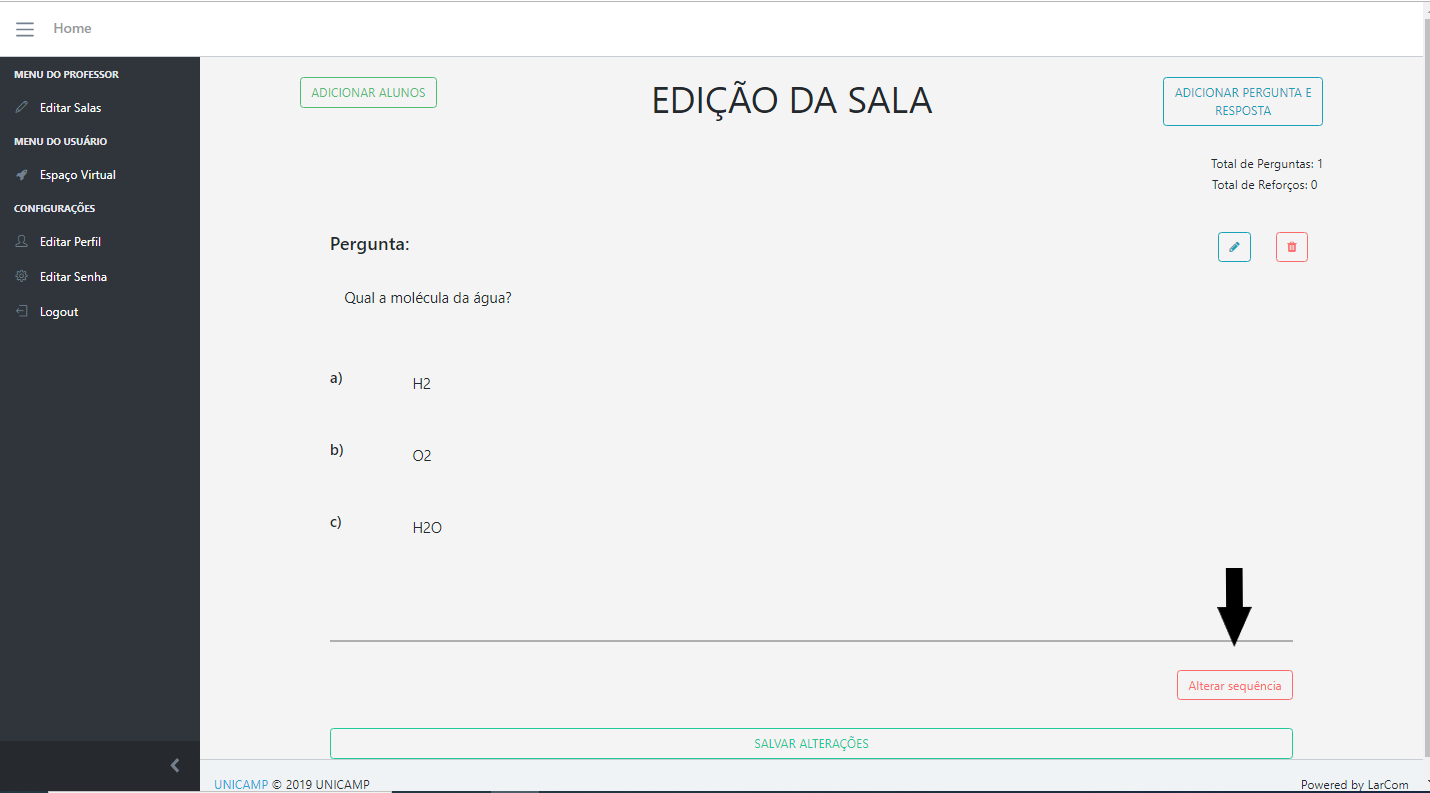 Home
MENU DO PROFESSOR
Editar Salas
MENU DO USUÁRIO
Espaço Virtual
CONFIGURAÇÕES
Editar Perfil
Editar Senha
Logout
ADICIONAR ALUNOS
EDIÇÃO DA SALA
ADICIONAR PERGUNTA E
RESPOSTA
Total de Perguntas: 1
Total de Reforços: 0
Pergunta:
Qual a molécula da água?
a) H2
b) O2
c) H2O
Alterar sequência
SALVAR ALTERAÇÕES
UNICAMP © 2019 UNICAMP
Powered by LarCom